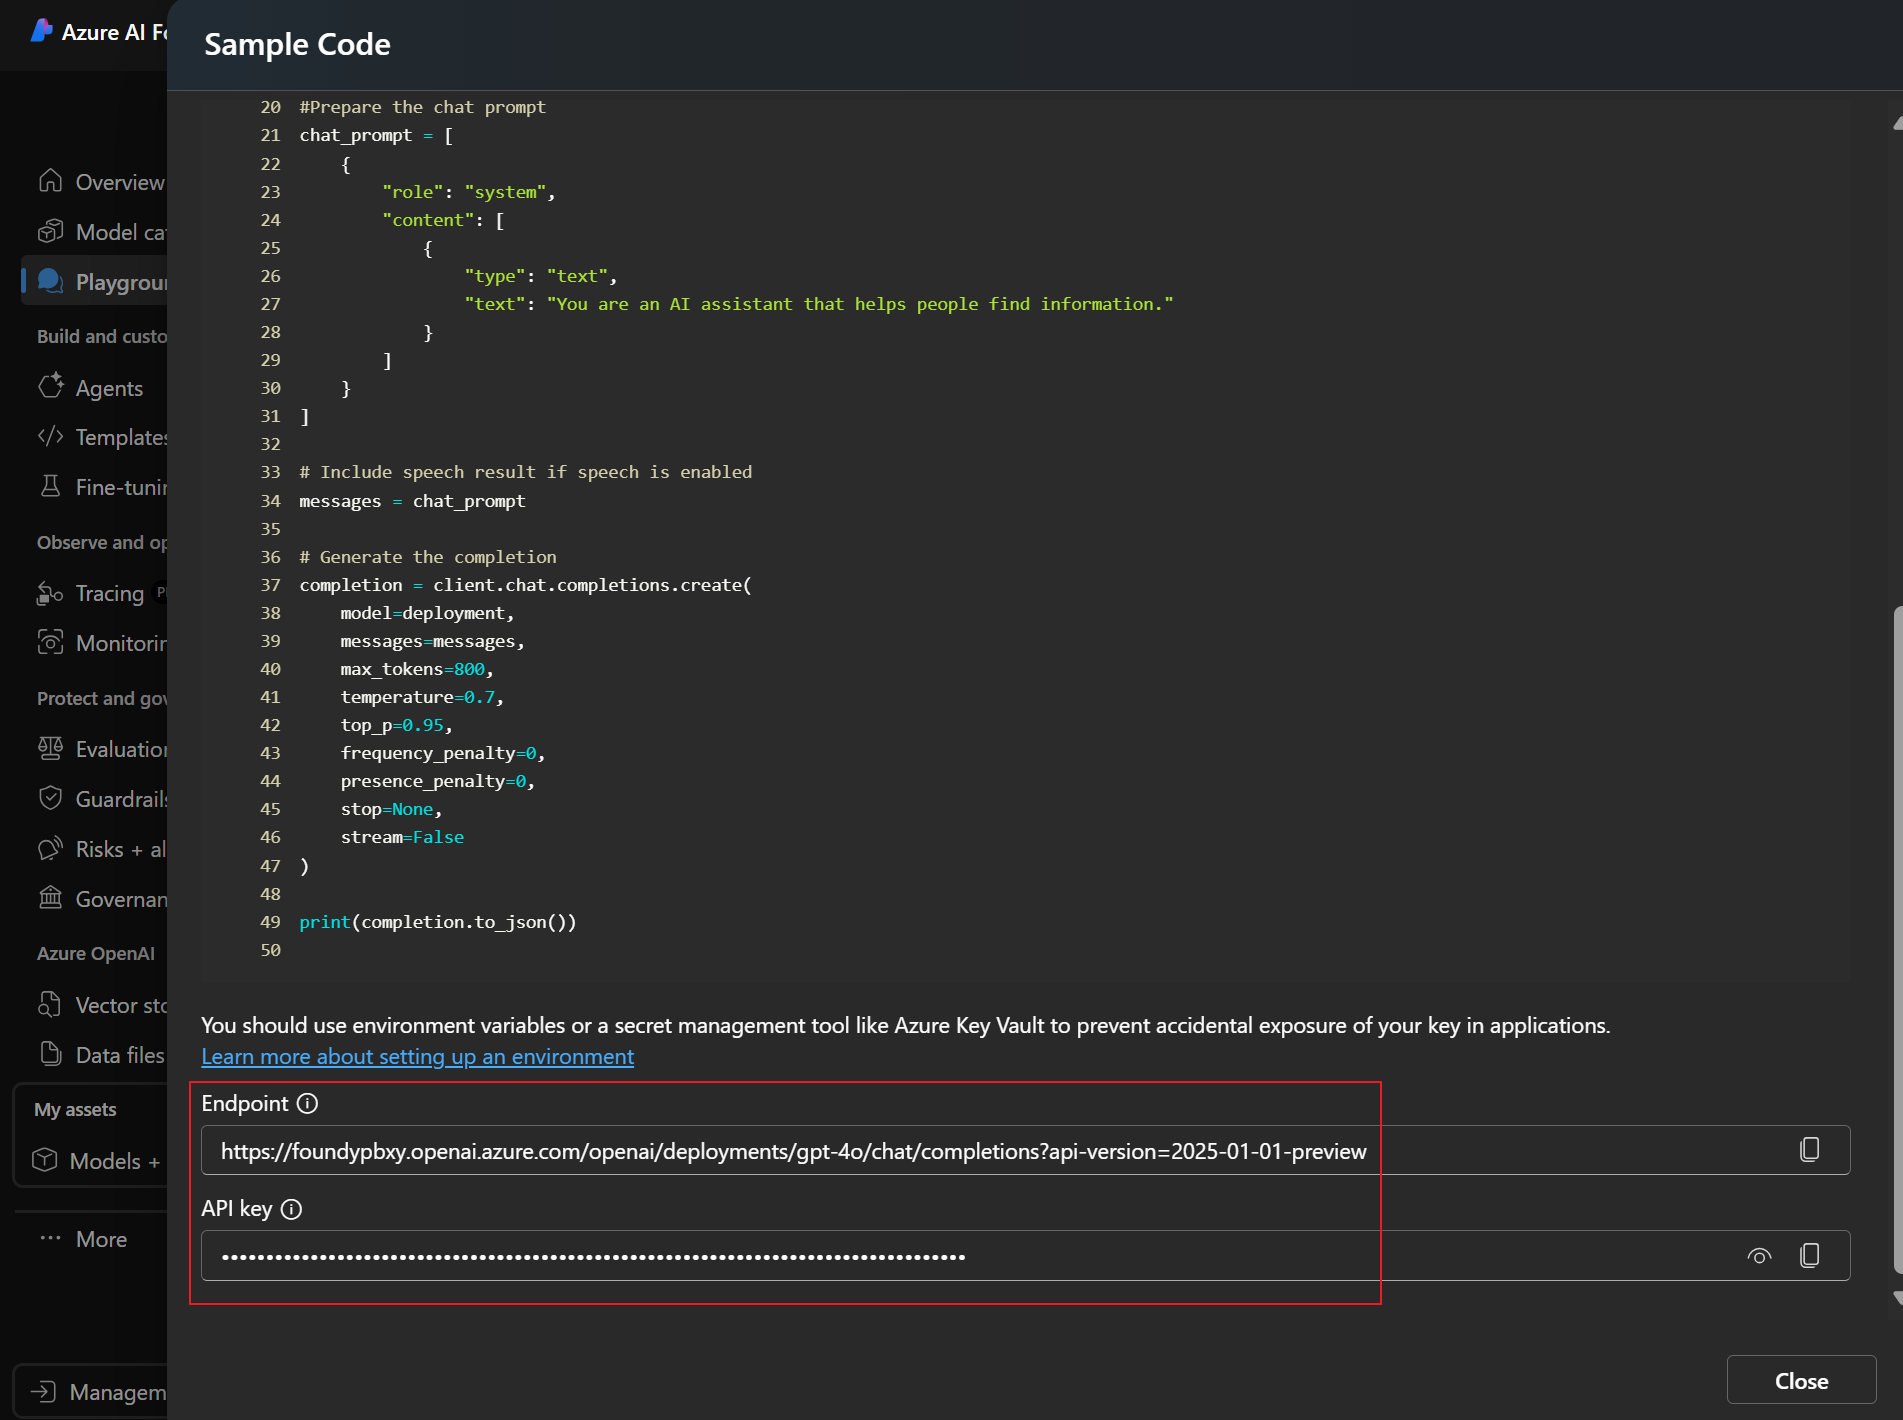 Azure AI Fo
Sample Code
Overview
Model cat
Playgroun
Build and custo
Agents
Templates
Fine-tunin
Observe and op
Tracing
Monitorin
Protect and gov
Evaluation
Guardrails
Risks + al
Governan
Azure OpenAI
Vector sto
Data files
My assets
Models +
More
Managem
20 #Prepare the chat prompt
21 chat_prompt = [
22     {
23         "role": "system",
24         "content": [
25             {
26                 "type": "text",
27                 "text": "You are an AI assistant that helps people find information."
28             }
29         ]
30     }
31 ]
32
33 # Include speech result if speech is enabled
34 messages = chat_prompt
35
36 # Generate the completion
37 completion = client.chat.completions.create(
38     model=deployment,
39     messages=messages,
40     max_tokens=800,
41     temperature=0.7,
42     top_p=0.95,
43     frequency_penalty=0,
44     presence_penalty=0,
45     stop=None,
46     stream=False
47 )
48
49 print(completion.to_json())
50
You should use environment variables or a secret management tool like Azure Key Vault to prevent accidental exposure of your key in applications.
Learn more about setting up an environment
Endpoint
https://foundypbxy.openai.azure.com/openai/deployments/gpt-4o/chat/completions?api-version=2025-01-01-preview
API key
Close